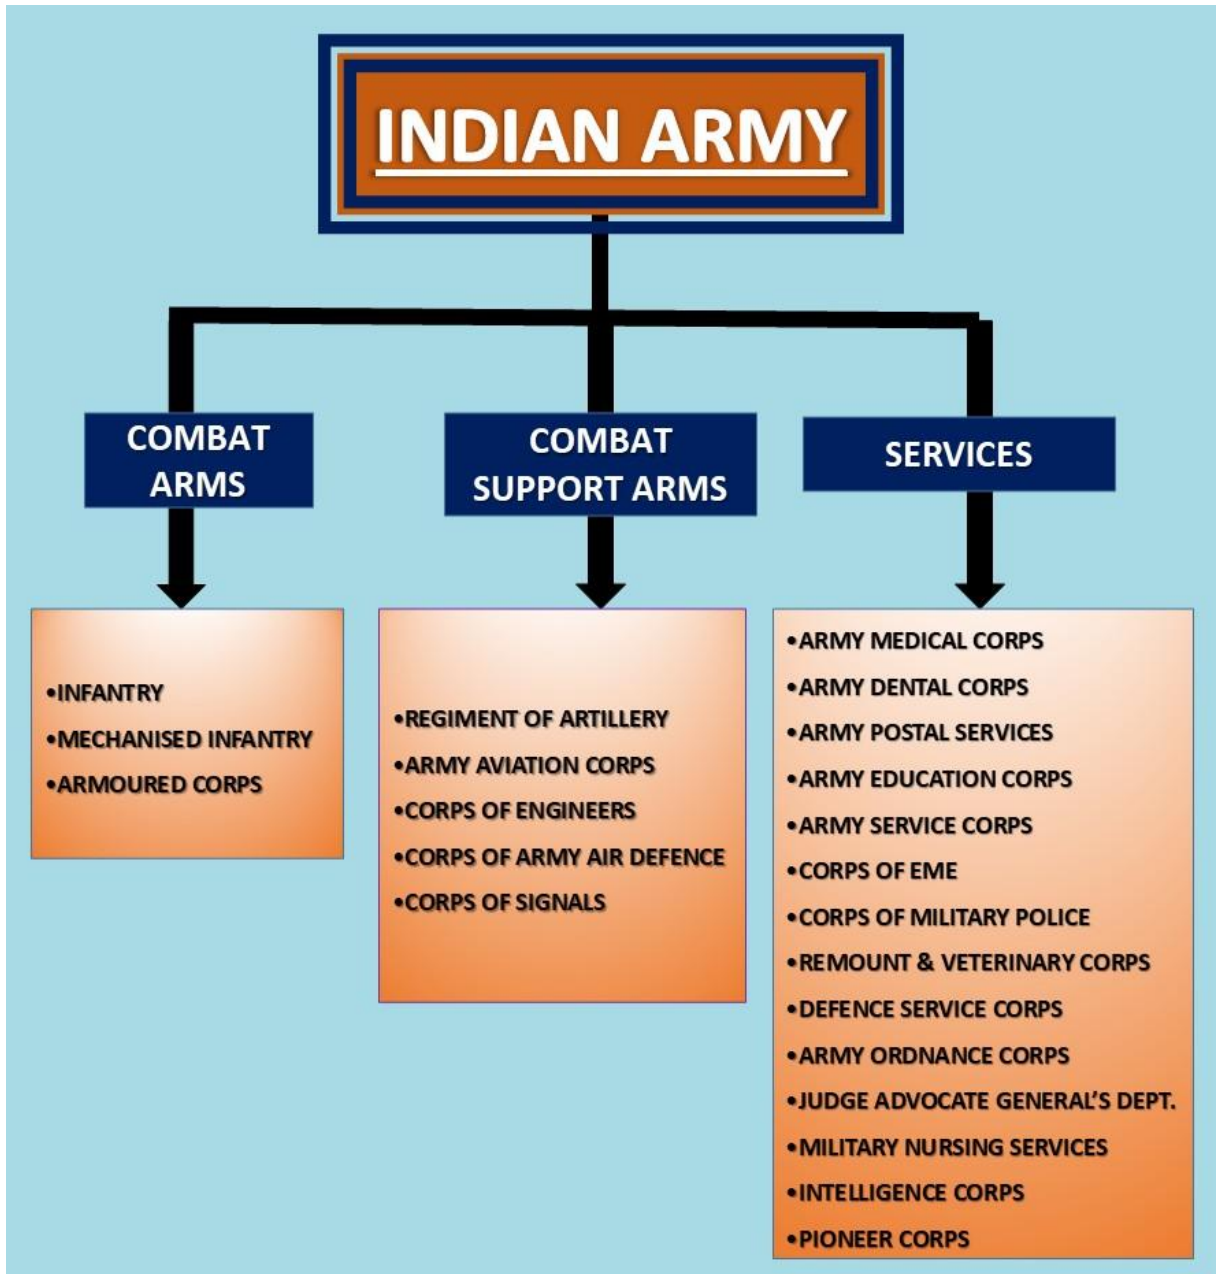 INDIAN ARMY
COMBAT
ARMS
•INFANTRY
•MECHANISED INFANTRY
•ARMOURED CORPS
COMBAT
SUPPORT ARMS
•REGIMENT OF ARTILLERY
•ARMY AVIATION CORPS
•CORPS OF ENGINEERS
•CORPS OF ARMY AIR DEFENCE
•CORPS OF SIGNALS
SERVICES
•ARMY MEDICAL CORPS
•ARMY DENTAL CORPS
•ARMY POSTAL SERVICES
•ARMY EDUCATION CORPS
•ARMY SERVICE CORPS
•CORPS OF EME
•CORPS OF MILITARY POLICE
•REMOUNT & VETERINARY CORPS
•DEFENCE SERVICE CORPS
•ARMY ORDNANCE CORPS
•JUDGE ADVOCATE GENERAL’S DEPT.
•MILITARY NURSING SERVICES
•INTELLIGENCE CORPS
•PIONEER CORPS